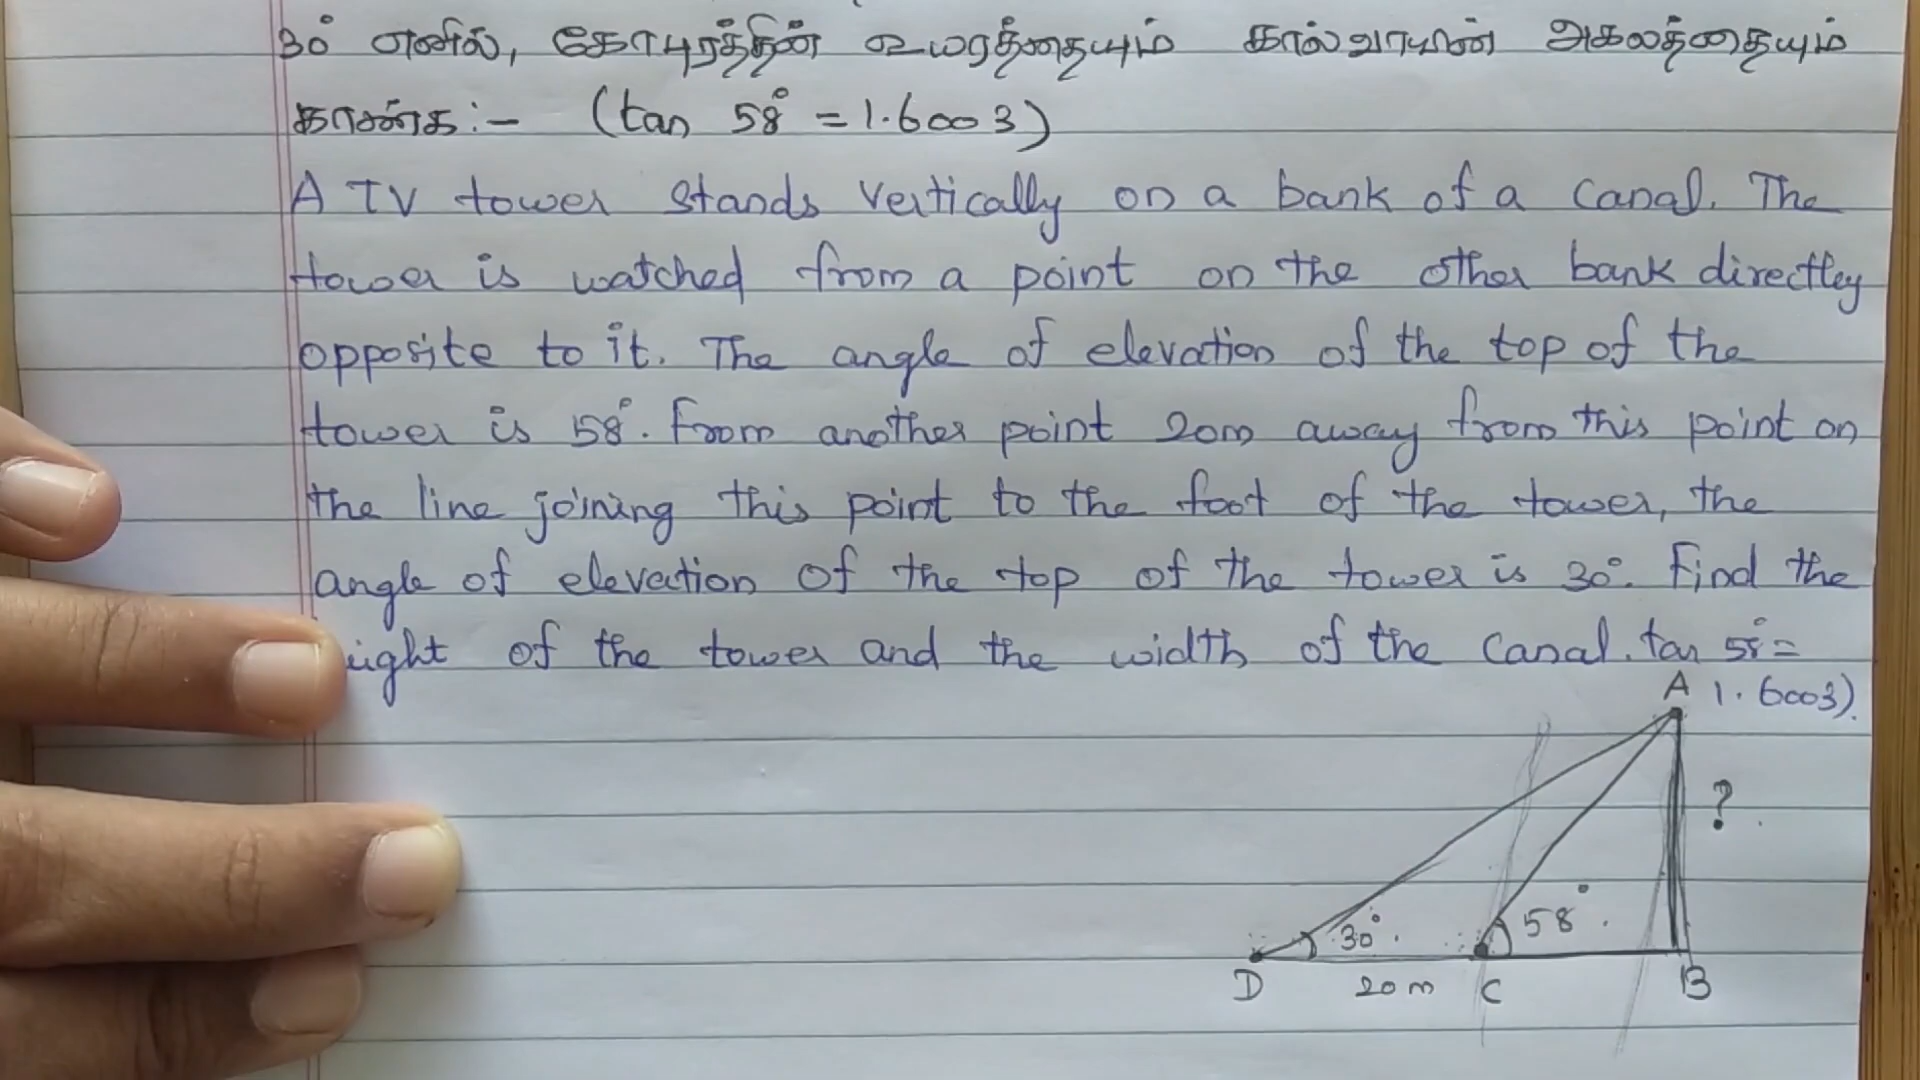 30° எனில், கோபுரத்தின் உயரத்தையும் கால்வாயின் அகலத்தையும்
காண்க:- (tan 58° = 1.6003)
A TV tower stands vertically on a bank of a canal. The
tower is watched from a point on the other bank directley
opposite to it. The angle of elevation of the top of the
tower is 58°. From another point 20m away from this point on
the line joining this point to the foot of the tower, the
angle of elevation of the top of the tower is 30°. Find the
ight of the tower and the width of the canal. tan 58° =
A 1.6003).
?
30°. 58°.
D 20 m C B